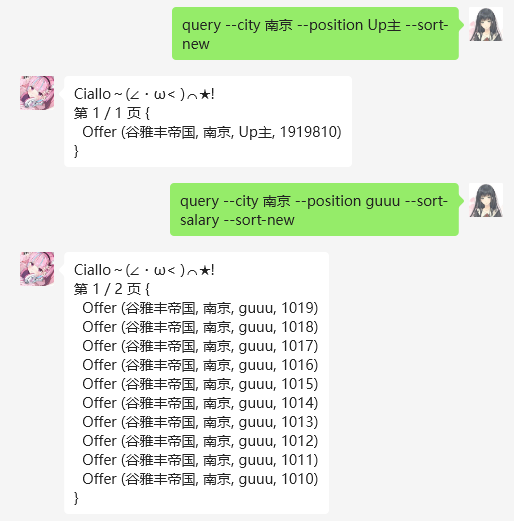 query --city 南京 --position Up主 --sort-
new
Ciallo～(∠・ω< )⌒★!
第 1 / 1 页 {
  Offer (谷雅丰帝国, 南京, Up主, 1919810)
}
query --city 南京 --position guuu --sort-
salary --sort-new
Ciallo～(∠・ω< )⌒★!
第 1 / 2 页 {
  Offer (谷雅丰帝国, 南京, guuu, 1019)
  Offer (谷雅丰帝国, 南京, guuu, 1018)
  Offer (谷雅丰帝国, 南京, guuu, 1017)
  Offer (谷雅丰帝国, 南京, guuu, 1016)
  Offer (谷雅丰帝国, 南京, guuu, 1015)
  Offer (谷雅丰帝国, 南京, guuu, 1014)
  Offer (谷雅丰帝国, 南京, guuu, 1013)
  Offer (谷雅丰帝国, 南京, guuu, 1012)
  Offer (谷雅丰帝国, 南京, guuu, 1011)
  Offer (谷雅丰帝国, 南京, guuu, 1010)
}